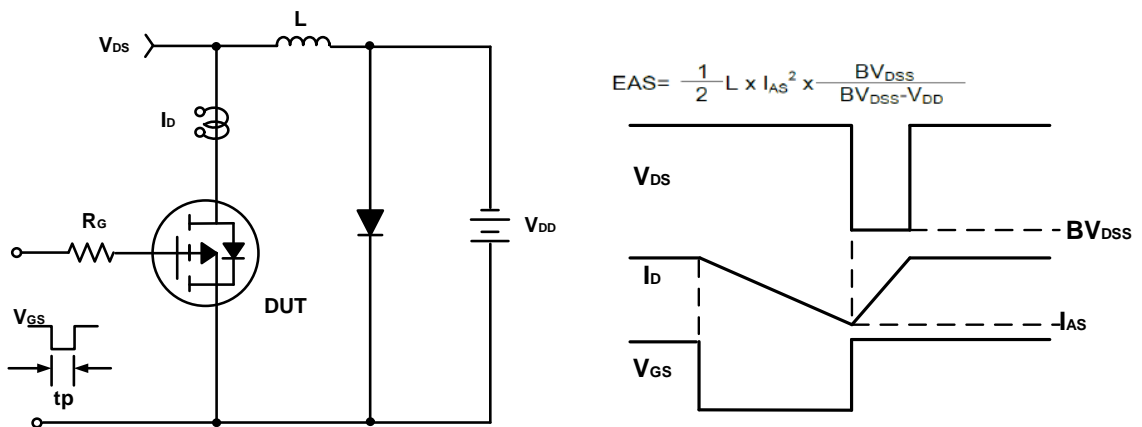 L
VDS
ID
RG
VDD
DUT
VGS
tp
EAS= 1/2 L x IAS² x BVDSS/BVDSS-VDD
VDS
BVDSS
ID
IAS
VGS